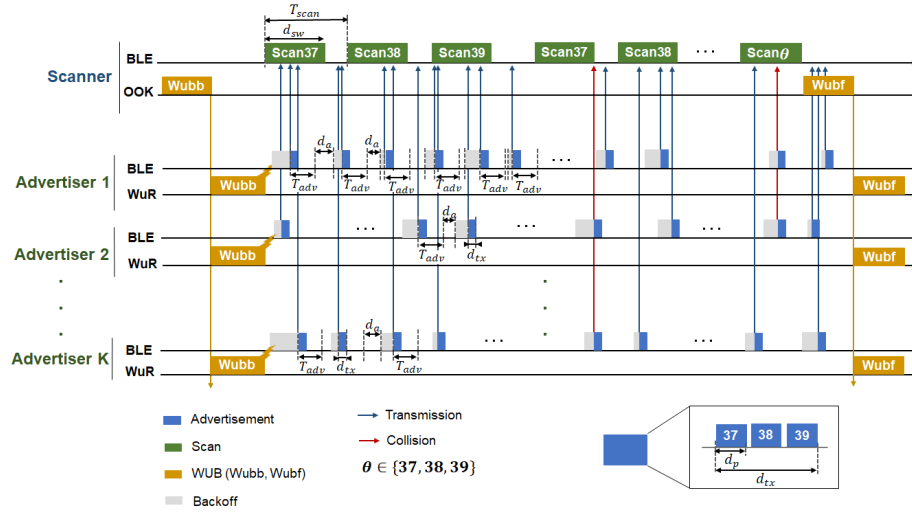 T_scan
d_sw
Scan37 Scan38 Scan39 Scan37 Scan38 ... Scanθ
BLE
Scanner
Wubb Wubf
OOK
d_a d_a
...
BLE
Advertiser 1
Wubb T_adv T_adv T_adv T_adv T_adv T_adv Wubf
WuR
d_a
... ... ...
BLE
Advertiser 2
Wubb T_adv d_tx Wubf
WuR
d_a
... ...
BLE
Advertiser K
Wubb T_adv d_tx T_adv Wubf
WuR
Advertisement
Scan
WUB (Wubb, Wubf)
Backoff
Transmission
Collision
θ ∈ {37, 38, 39}
37 38 39
d_p
d_tx